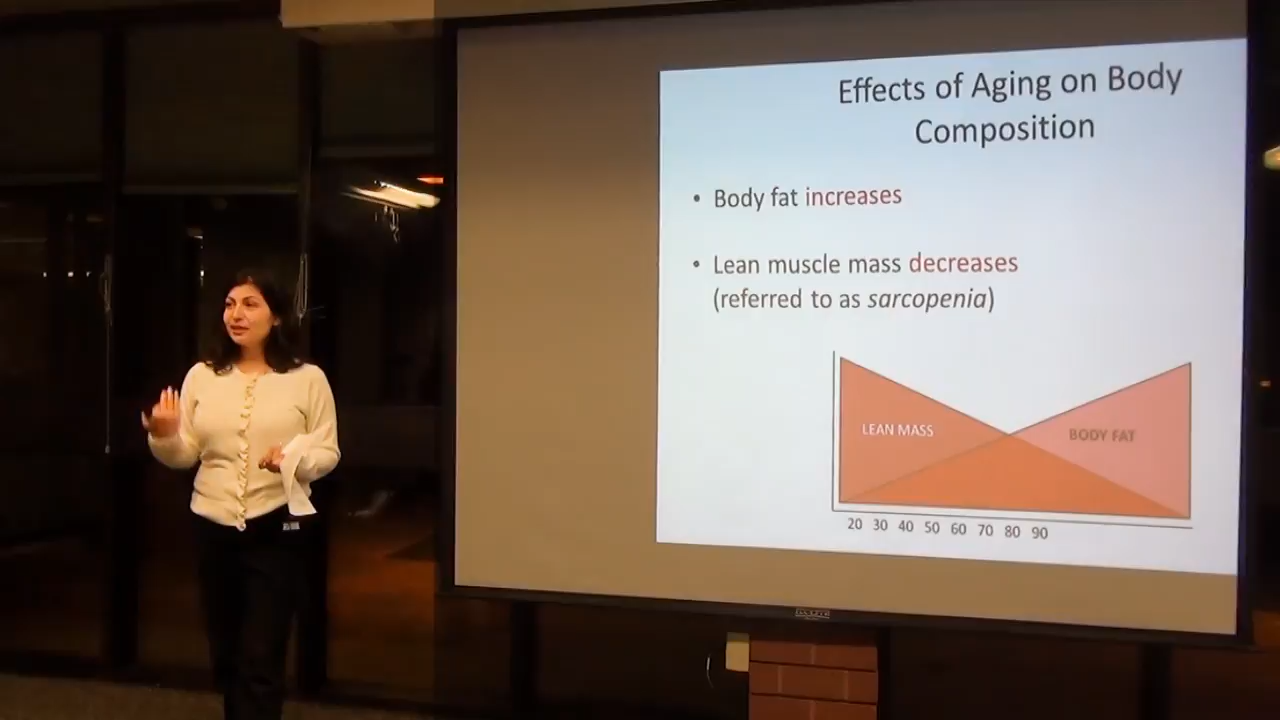 Effects of Aging on Body
Composition
• Body fat increases
• Lean muscle mass decreases
(referred to as sarcopenia)
LEAN MASS
BODY FAT
20 30 40 50 60 70 80 90